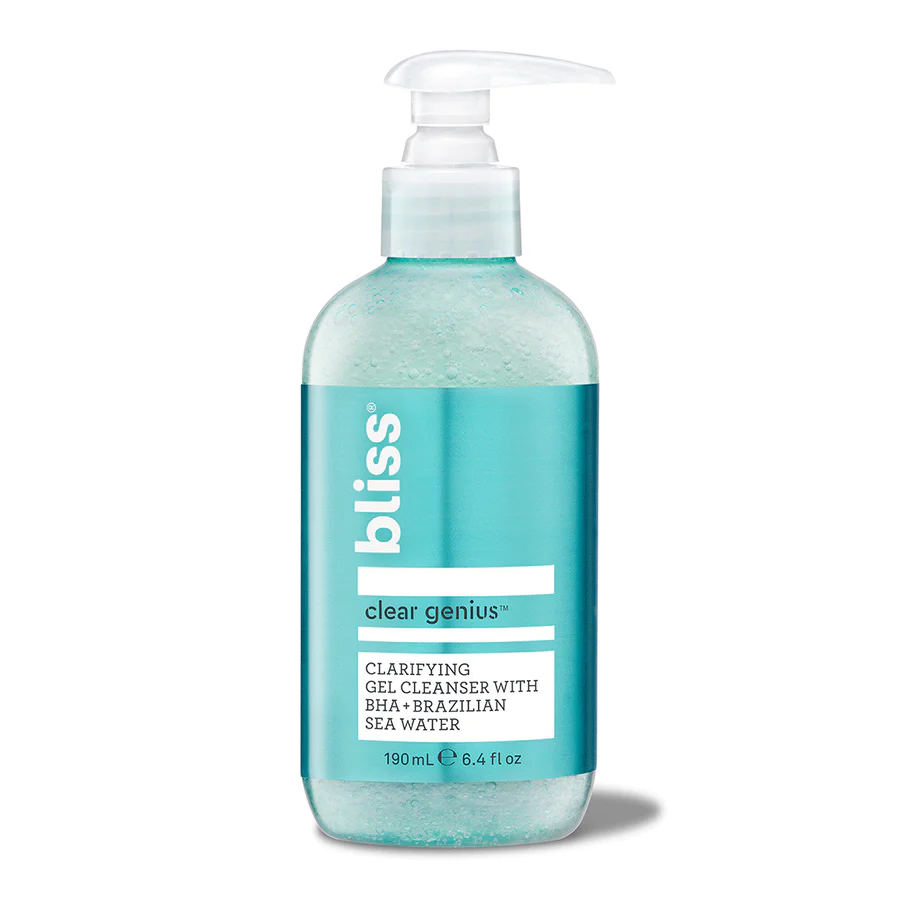 bliss®
clear genius™
CLARIFYING
GEL CLEANSER WITH
BHA+BRAZILIAN
SEA WATER
190 mL ℮ 6.4 fl oz